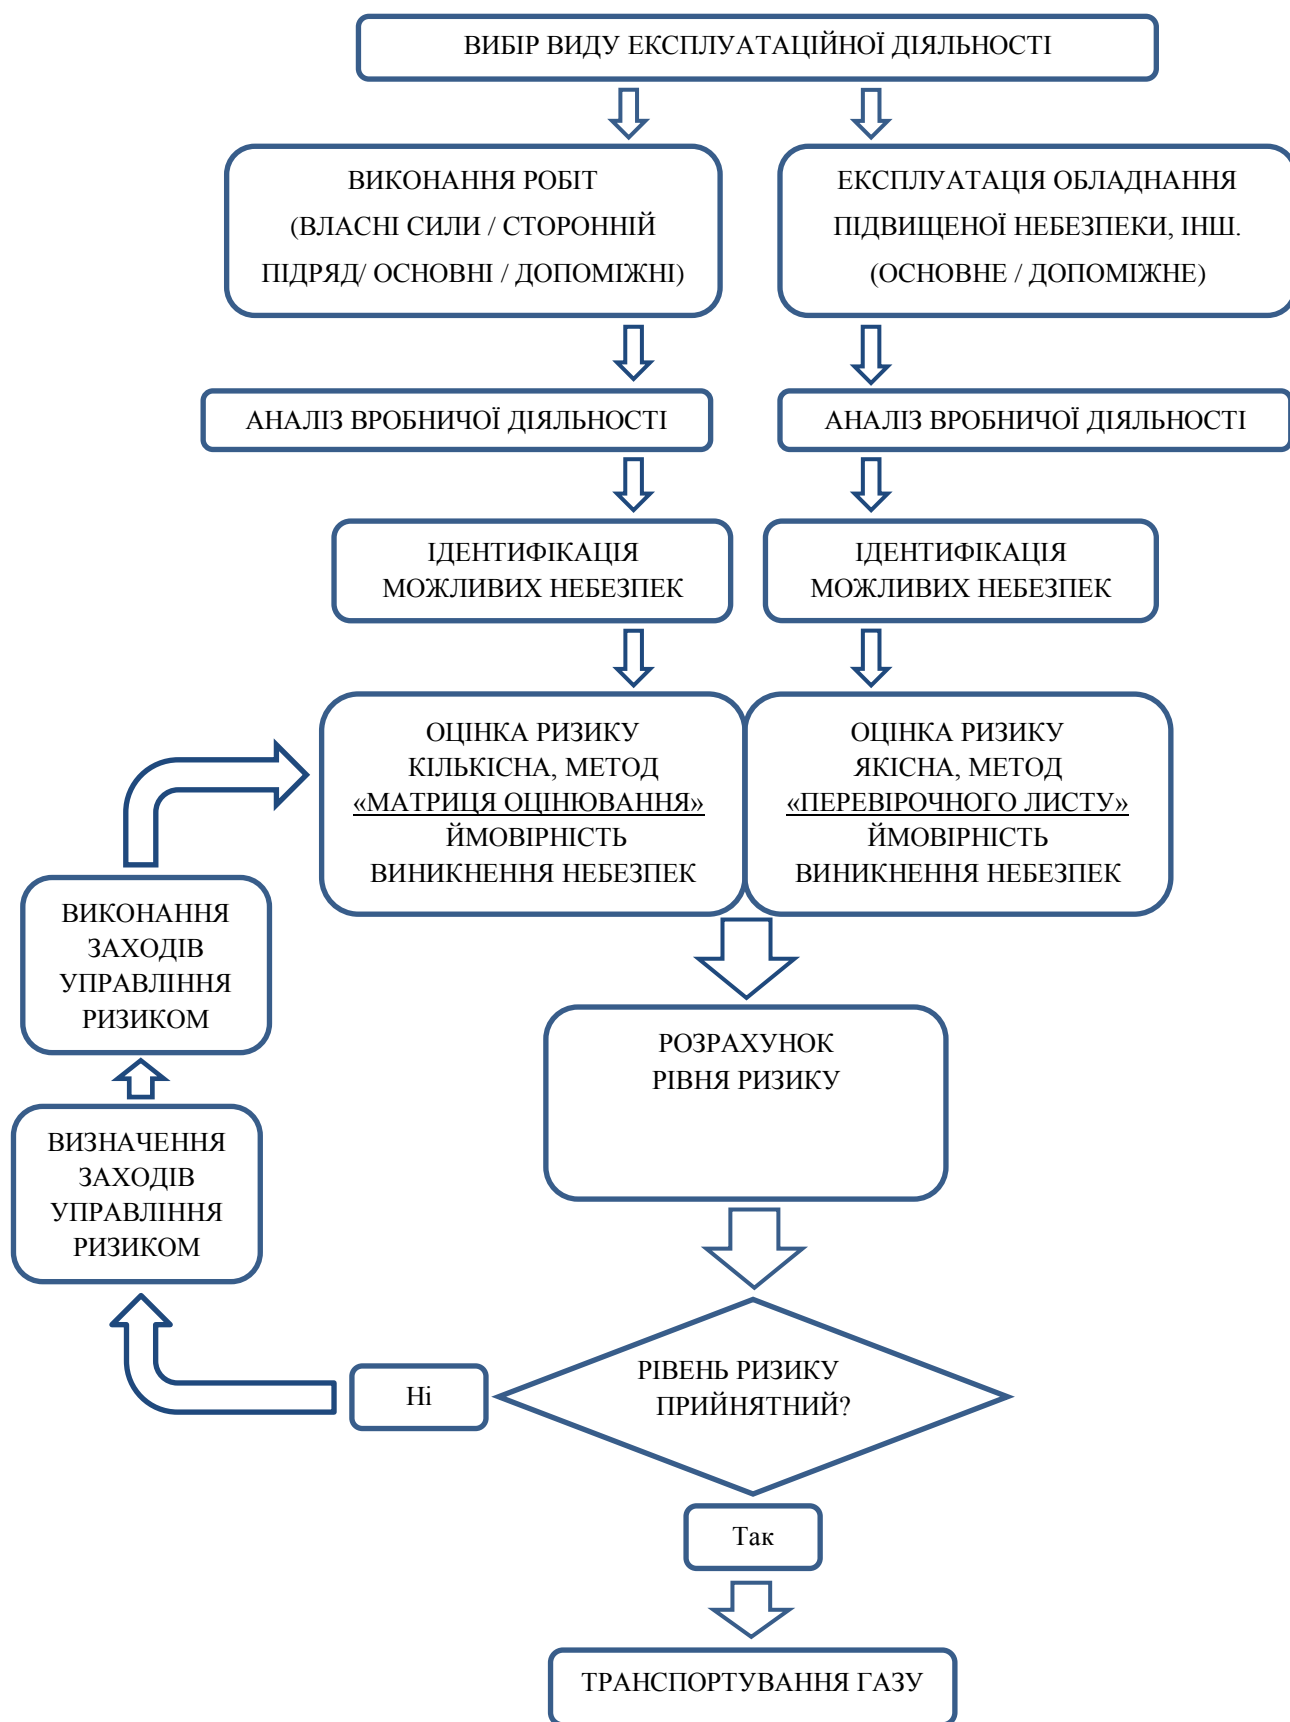 ВИБІР ВИДУ ЕКСПЛУАТАЦІЙНОЇ ДІЯЛЬНОСТІ
ВИКОНАННЯ РОБІТ
(ВЛАСНІ СИЛИ / СТОРОННІЙ
ПІДРЯД/ ОСНОВНІ / ДОПОМІЖНІ)
ЕКСПЛУАТАЦІЯ ОБЛАДНАННЯ
ПІДВИЩЕНОЇ НЕБЕЗПЕКИ, ІНШ.
(ОСНОВНЕ / ДОПОМІЖНЕ)
АНАЛІЗ ВРОБНИЧОЇ ДІЯЛЬНОСТІ
АНАЛІЗ ВРОБНИЧОЇ ДІЯЛЬНОСТІ
ІДЕНТИФІКАЦІЯ
МОЖЛИВИХ НЕБЕЗПЕК
ІДЕНТИФІКАЦІЯ
МОЖЛИВИХ НЕБЕЗПЕК
ОЦІНКА РИЗИКУ
КІЛЬКІСНА, МЕТОД
«МАТРИЦЯ ОЦІНЮВАННЯ»
ЙМОВІРНІСТЬ
ВИНИКНЕННЯ НЕБЕЗПЕК
ОЦІНКА РИЗИКУ
ЯКІСНА, МЕТОД
«ПЕРЕВІРОЧНОГО ЛИСТУ»
ЙМОВІРНІСТЬ
ВИНИКНЕННЯ НЕБЕЗПЕК
ВИКОНАННЯ
ЗАХОДІВ
УПРАВЛІННЯ
РИЗИКОМ
РОЗРАХУНОК
РІВНЯ РИЗИКУ
ВИЗНАЧЕННЯ
ЗАХОДІВ
УПРАВЛІННЯ
РИЗИКОМ
РІВЕНЬ РИЗИКУ
ПРИЙНЯТНИЙ?
Ні
Так
ТРАНСПОРТУВАННЯ ГАЗУ